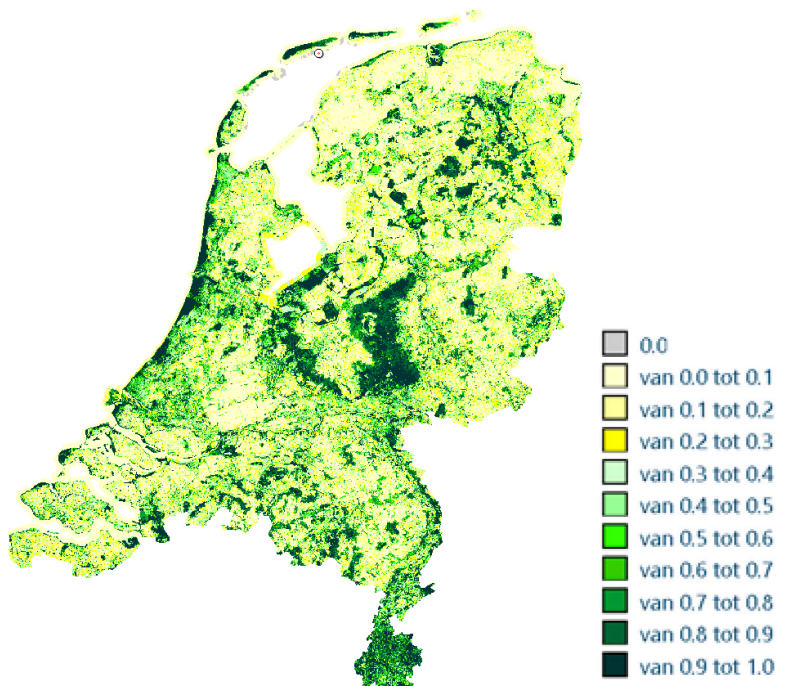 0.0
van 0.0 tot 0.1
van 0.1 tot 0.2
van 0.2 tot 0.3
van 0.3 tot 0.4
van 0.4 tot 0.5
van 0.5 tot 0.6
van 0.6 tot 0.7
van 0.7 tot 0.8
van 0.8 tot 0.9
van 0.9 tot 1.0